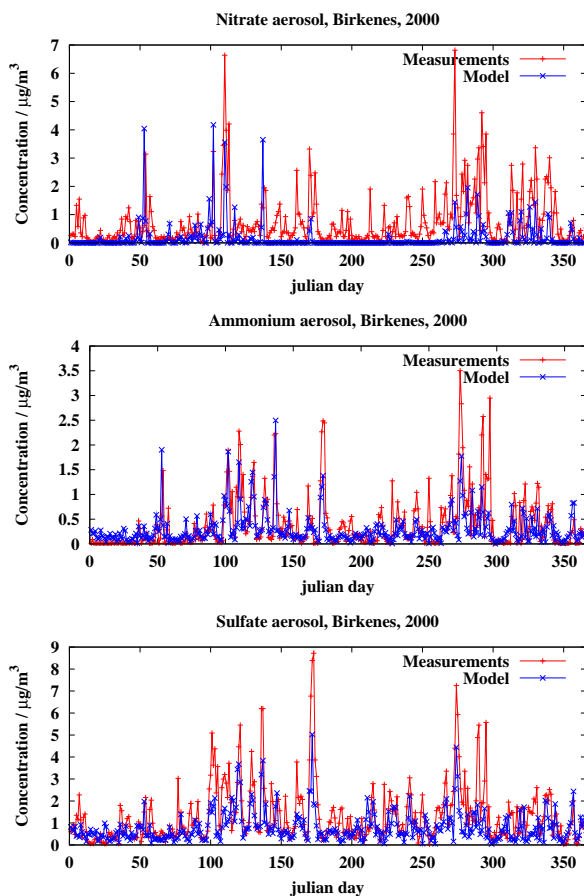 Nitrate aerosol, Birkenes, 2000
Concentration / μg/m³
7
6
5
4
3
2
1
0
Measurements
Model
0 50 100 150 200 250 300 350
julian day
Ammonium aerosol, Birkenes, 2000
Concentration / μg/m³
4
3.5
3
2.5
2
1.5
1
0.5
0
Measurements
Model
0 50 100 150 200 250 300 350
julian day
Sulfate aerosol, Birkenes, 2000
Concentration / μg/m³
9
8
7
6
5
4
3
2
1
0
Measurements
Model
0 50 100 150 200 250 300 350
julian day